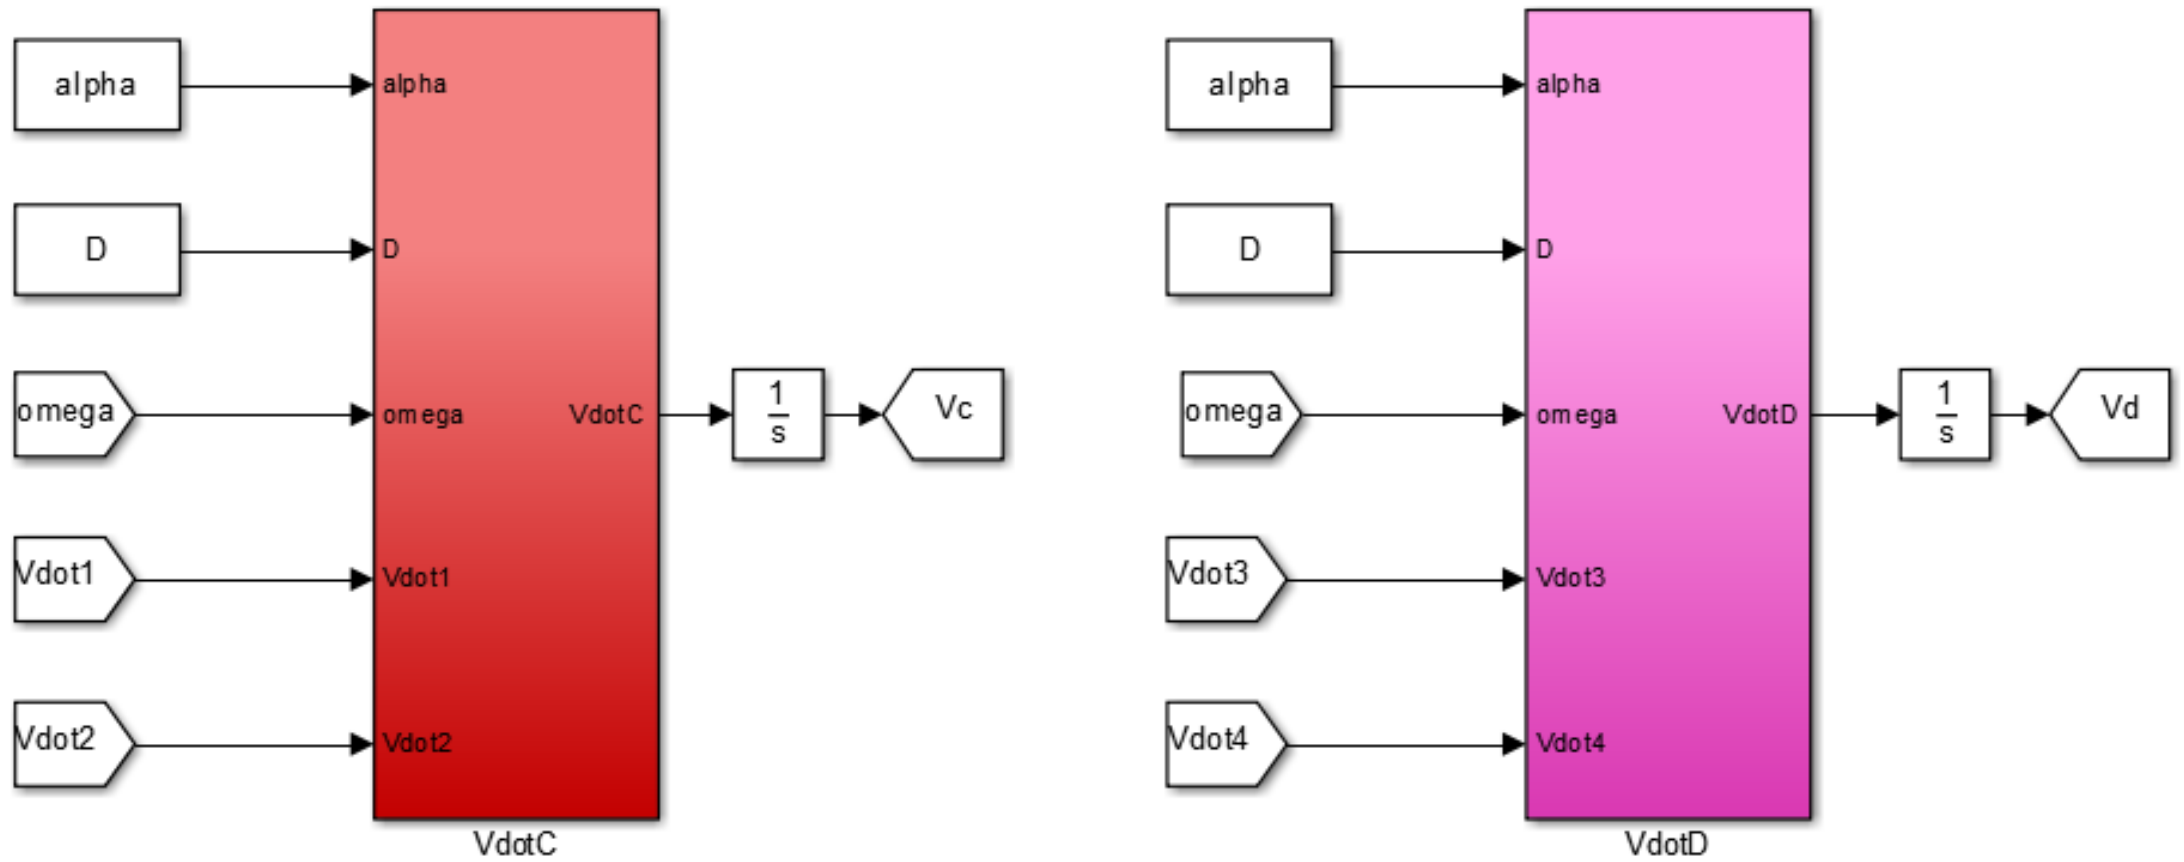 alpha
alpha
D
D
omega
omega
VdotC
1
s
Vc
Vdot1
Vdot1
Vdot2
Vdot2
VdotC
alpha
alpha
D
D
omega
omega
VdotD
1
s
Vd
Vdot3
Vdot3
Vdot4
Vdot4
VdotD